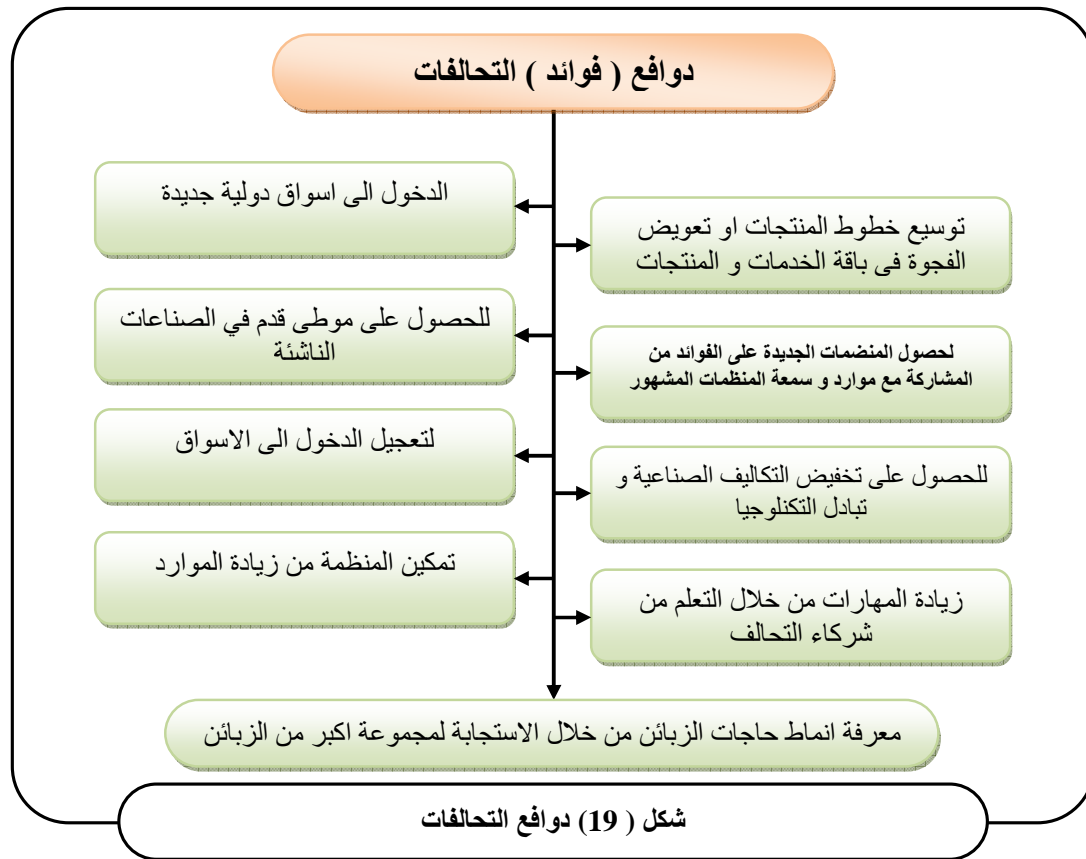 دوافع ( فوائد ) التحالفات
توسيع خطوط المنتجات او تعويض
الفجوة فى باقة الخدمات و المنتجات
الدخول الى اسواق دولية جديدة
لحصول المنضمات الجديدة على الفوائد من
المشاركة مع موارد و سمعة المنظمات المشهور
للحصول على موطى قدم في الصناعات
الناشئة
للحصول على تخفيض التكاليف الصناعية و
تبادل التكنلوجيا
لتعجيل الدخول الى الاسواق
زيادة المهارات من خلال التعلم من
شركاء التحالف
تمكين المنظمة من زيادة الموارد
معرفة انماط حاجات الزبائن من خلال الاستجابة لمجموعة اكبر من الزبائن
شكل ( 19) دوافع التحالفات